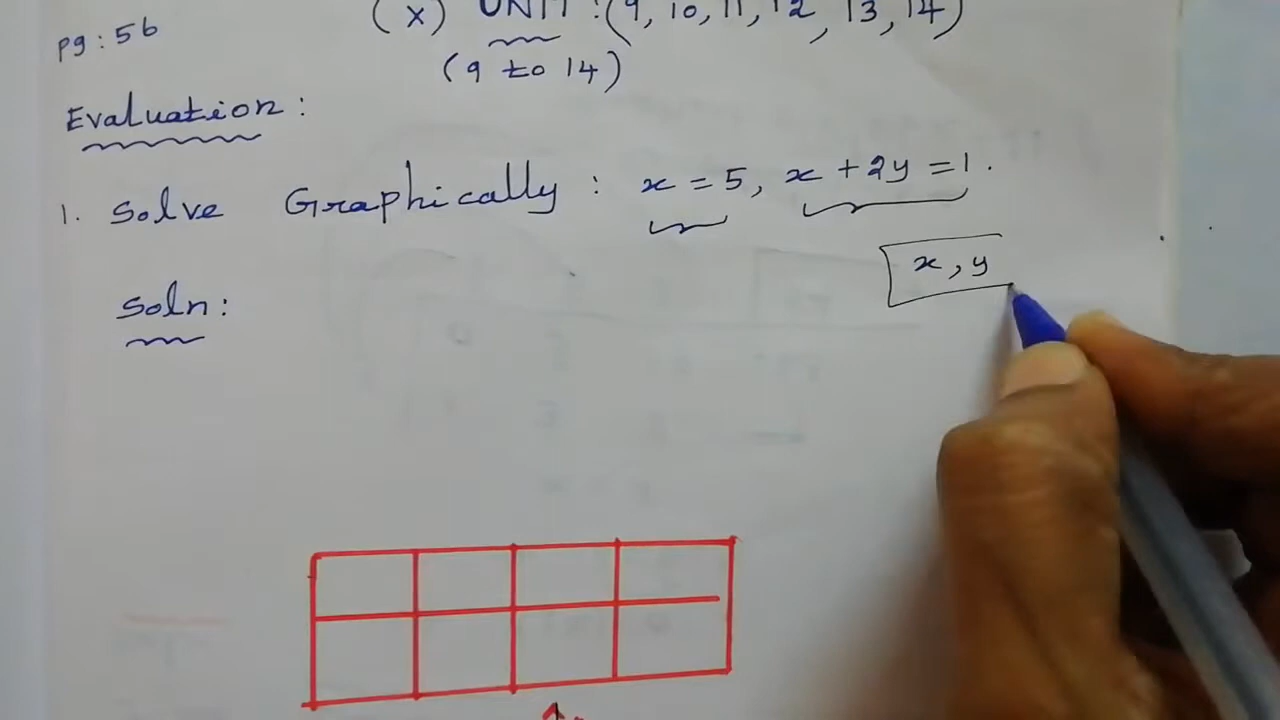 (x) UNIT : (9, 10, 11, 12, 13, 14)
pg : 56
(9 to 14)
Evaluation :
1. Solve Graphically : x = 5, x + 2y = 1.
x, y
Soln :